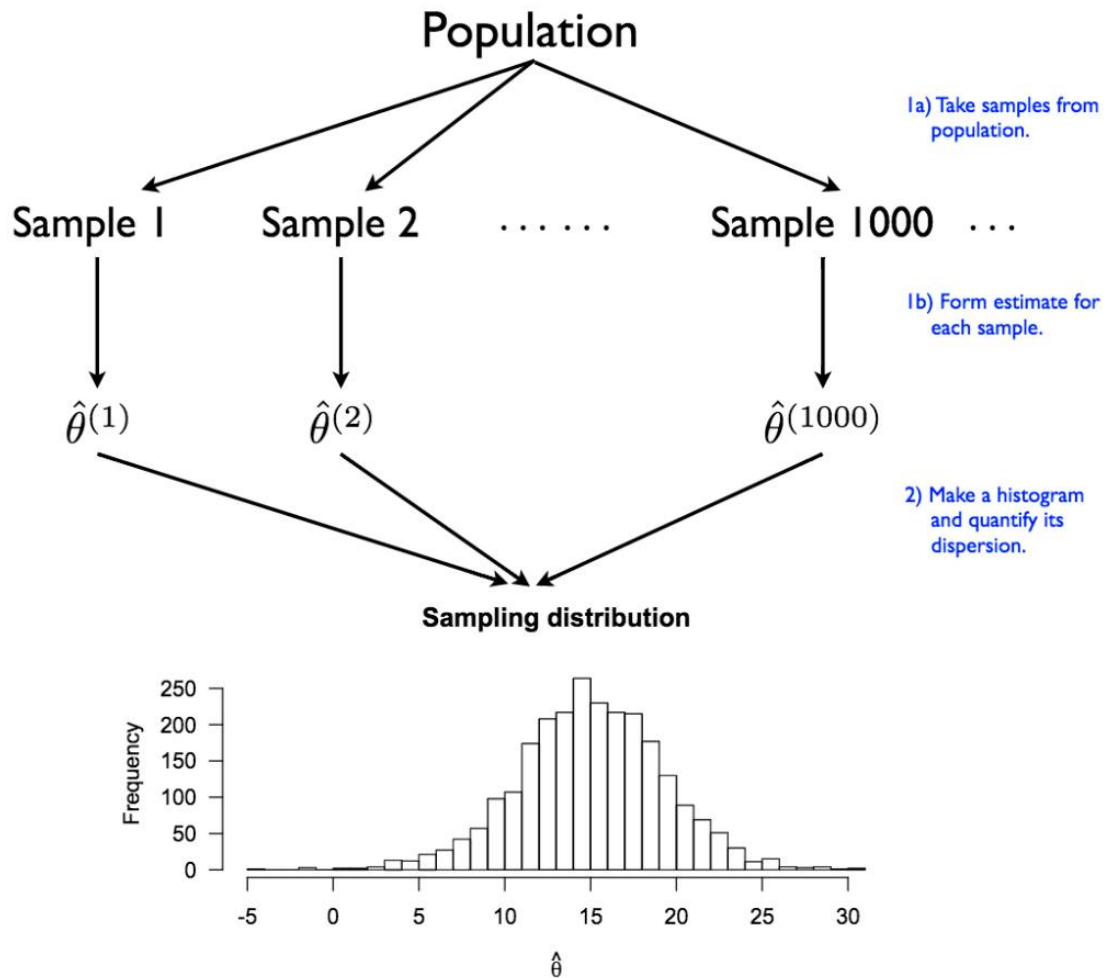 Population
1a) Take samples from
population.
Sample 1 Sample 2 ...... Sample 1000 ...
1b) Form estimate for
each sample.
θ̂(1) θ̂(2) θ̂(1000)
2) Make a histogram
and quantify its
dispersion.
Sampling distribution
Frequency
250
200
150
100
50
0
-5 0 5 10 15 20 25 30
θ̂